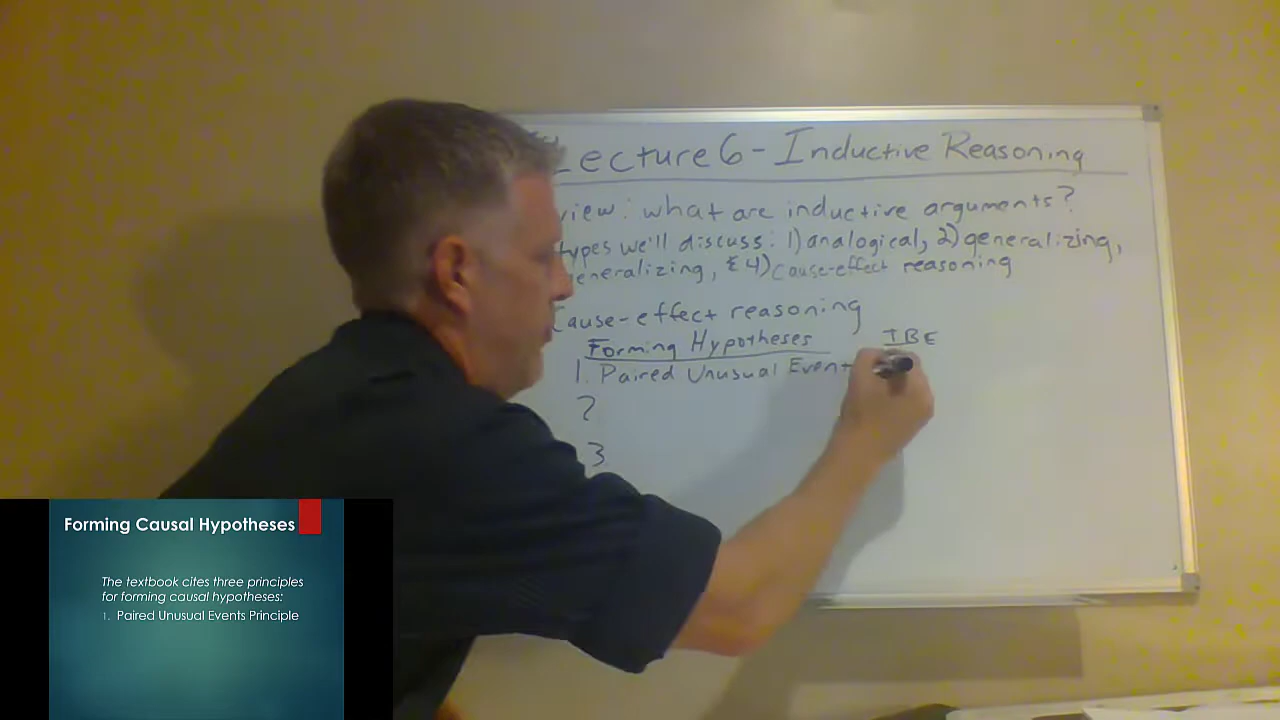 Lecture 6 - Inductive Reasoning
view: what are inductive arguments?
types we'll discuss: 1) analogical, 2) generalizing,
eneralizing, & 4) cause-effect reasoning
Cause-effect reasoning
Forming Hypotheses IBE
1. Paired Unusual Event
2
3
Forming Causal Hypotheses
The textbook cites three principles
for forming causal hypotheses:
1. Paired Unusual Events Principle